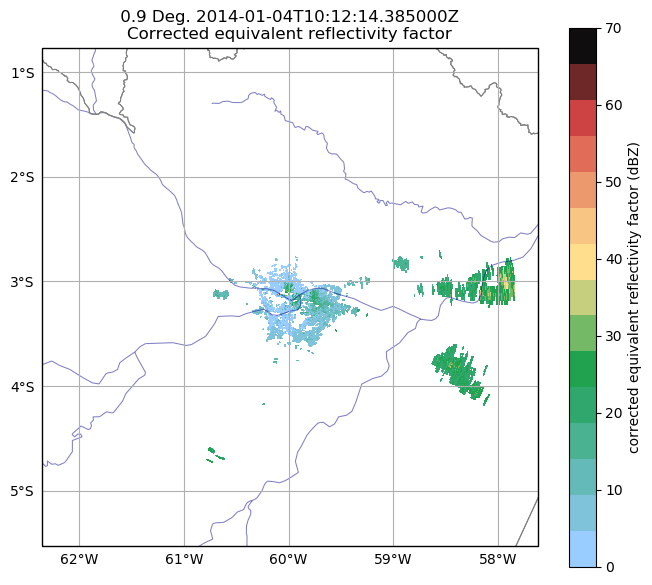 0.9 Deg. 2014-01-04T10:12:14.385000Z
Corrected equivalent reflectivity factor
1°S
2°S
3°S
4°S
5°S
62°W 61°W 60°W 59°W 58°W
70
60
50
40
30
20
10
0
corrected equivalent reflectivity factor (dBZ)